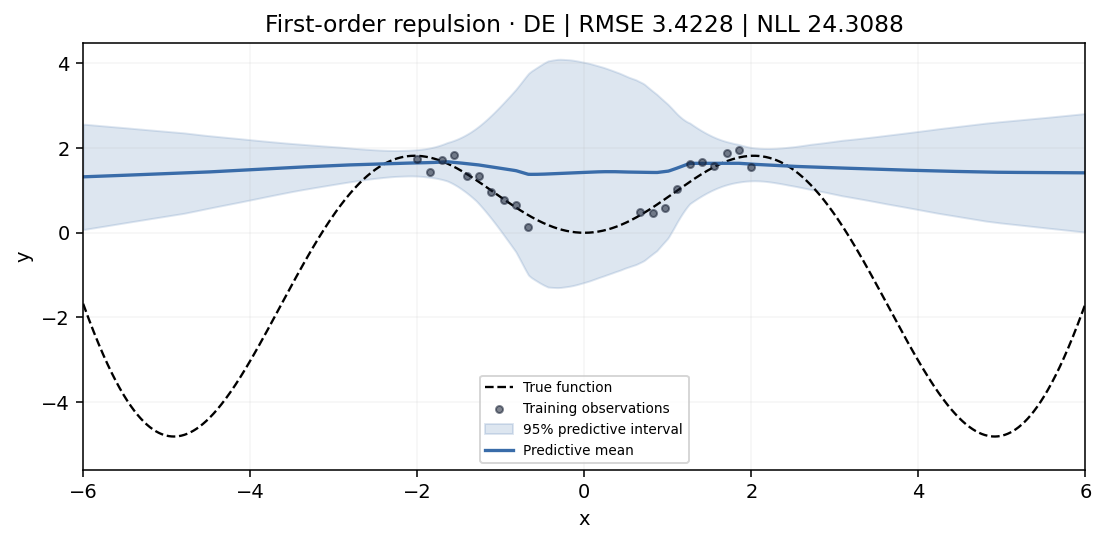 First-order repulsion · DE | RMSE 3.4228 | NLL 24.3088
4
2
0
−2
−4
y
True function
Training observations
95% predictive interval
Predictive mean
−6 −4 −2 0 2 4 6
x